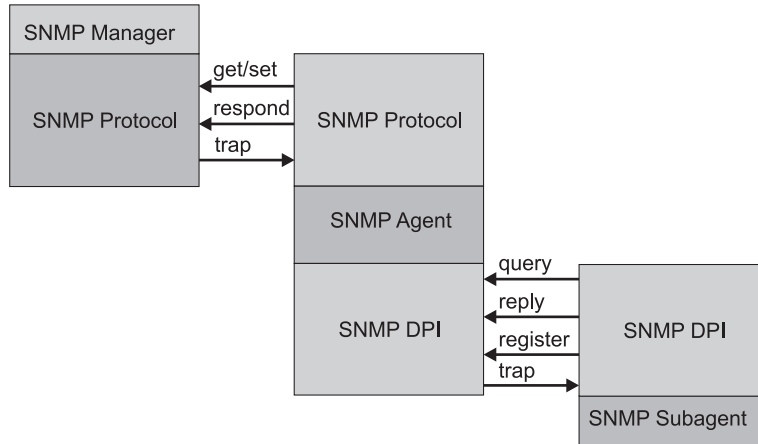 SNMP Manager
SNMP Protocol
get/set
respond
trap
SNMP Protocol
SNMP Agent
SNMP DPI
query
reply
register
trap
SNMP DPI
SNMP Subagent